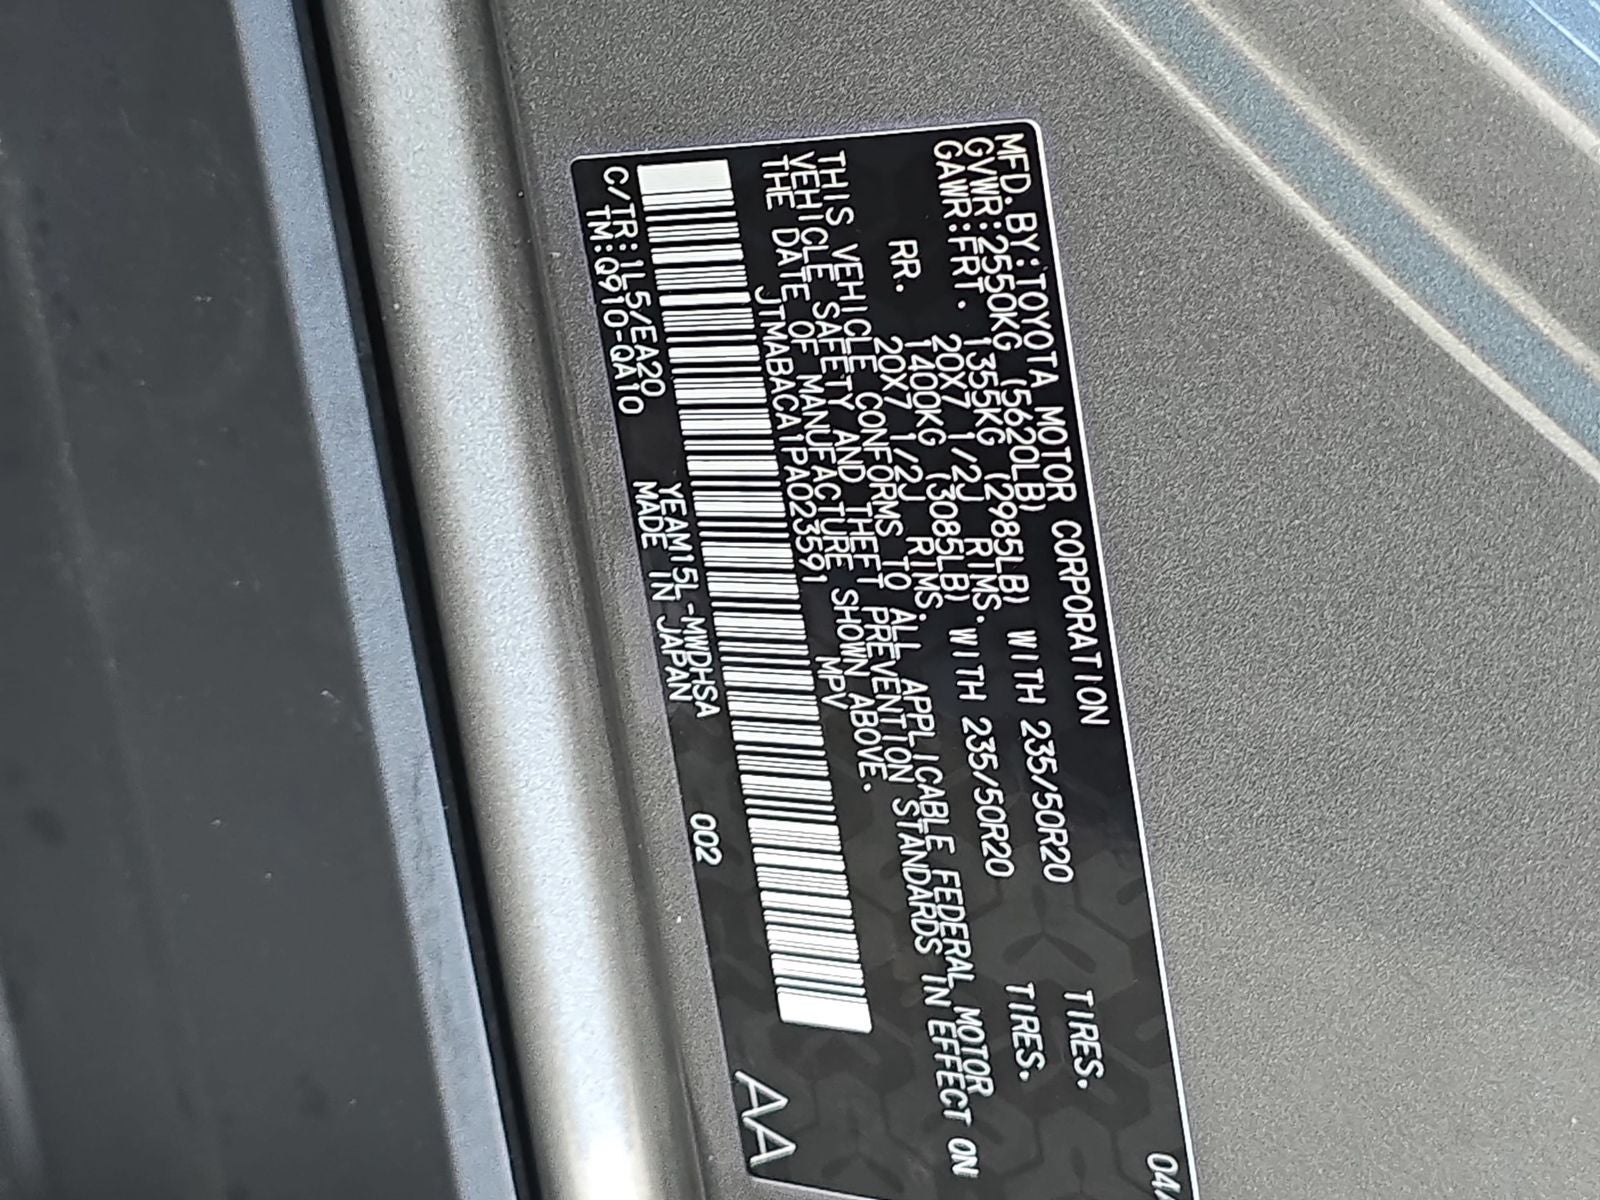 MFD.BY:TOYOTA MOTOR CORPORATION 04/
GVWR:2550KG (5620LB)
GAWR:FRT. 1355KG (2985LB) WITH 235/50R20 TIRES.
20X7 1/2J RIMS.
RR. 1400KG (3085LB) WITH 235/50R20 TIRES.
20X7 1/2J RIMS.
THIS VEHICLE CONFORMS TO ALL APPLICABLE FEDERAL MOTOR
VEHICLE SAFETY AND THEFT PREVENTION STANDARDS IN EFFECT ON
THE DATE OF MANUFACTURE SHOWN ABOVE.
JTMABACA1PA023591 MPV
C/TR:1L5/EA20 YEAM15L-MWDHSA 002
TM:Q910-QA10 MADE IN JAPAN
AA